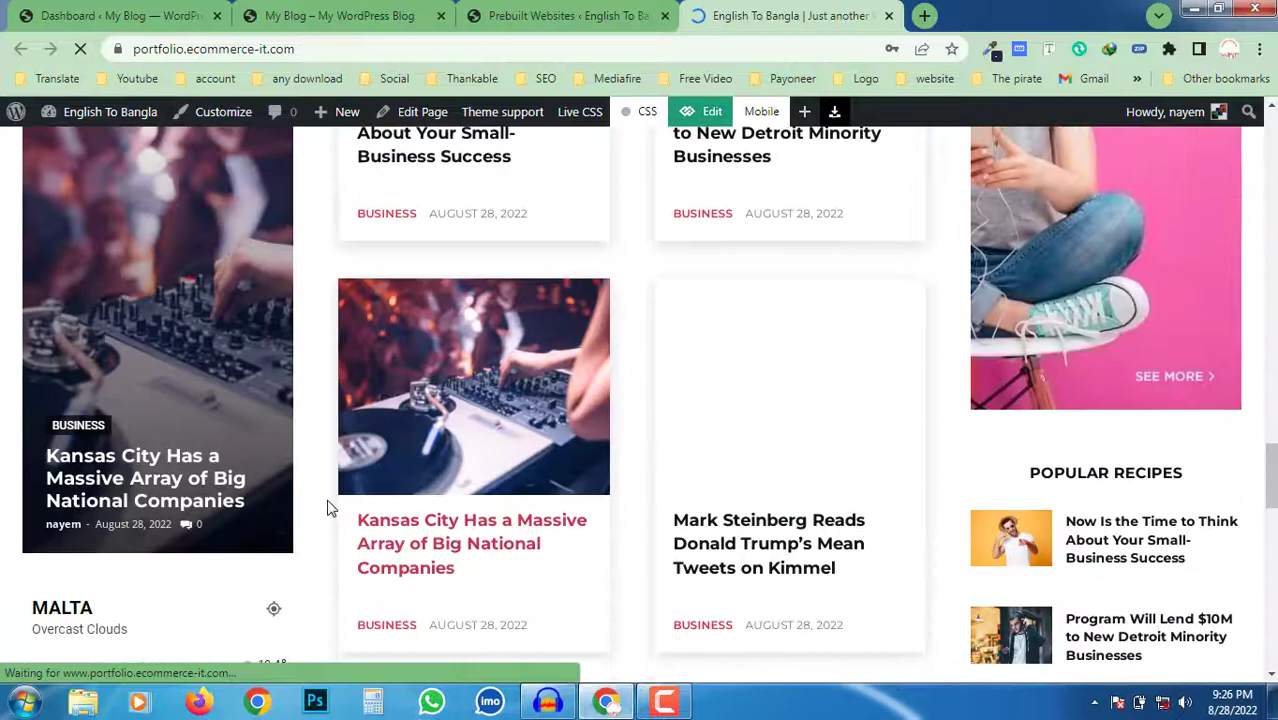 Dashboard ‹ My Blog — WordPr
My Blog – My WordPress Blog
Prebuilt Websites ‹ English To Ba
English To Bangla | Just another
portfolio.ecommerce-it.com
Translate
Youtube
account
any download
Social
Thankable
SEO
Mediafire
Free Video
Payoneer
Logo
website
The pirate
Gmail
»
Other bookmarks
English To Bangla
Customize
0
New
Edit Page
Theme support
Live CSS
CSS
Edit
Mobile
Howdy, nayem
About Your Small-
Business Success
BUSINESS AUGUST 28, 2022
to New Detroit Minority
Businesses
BUSINESS AUGUST 28, 2022
SEE MORE >
BUSINESS
Kansas City Has a
Massive Array of Big
National Companies
nayem - August 28, 2022 0
Kansas City Has a Massive
Array of Big National
Companies
BUSINESS AUGUST 28, 2022
Mark Steinberg Reads
Donald Trump’s Mean
Tweets on Kimmel
BUSINESS AUGUST 28, 2022
POPULAR RECIPES
Now Is the Time to Think
About Your Small-
Business Success
Program Will Lend $10M
to New Detroit Minority
Businesses
MALTA
Overcast Clouds
Waiting for www.portfolio.ecommerce-it.com...
Ps
imo
9:26 PM
8/28/2022